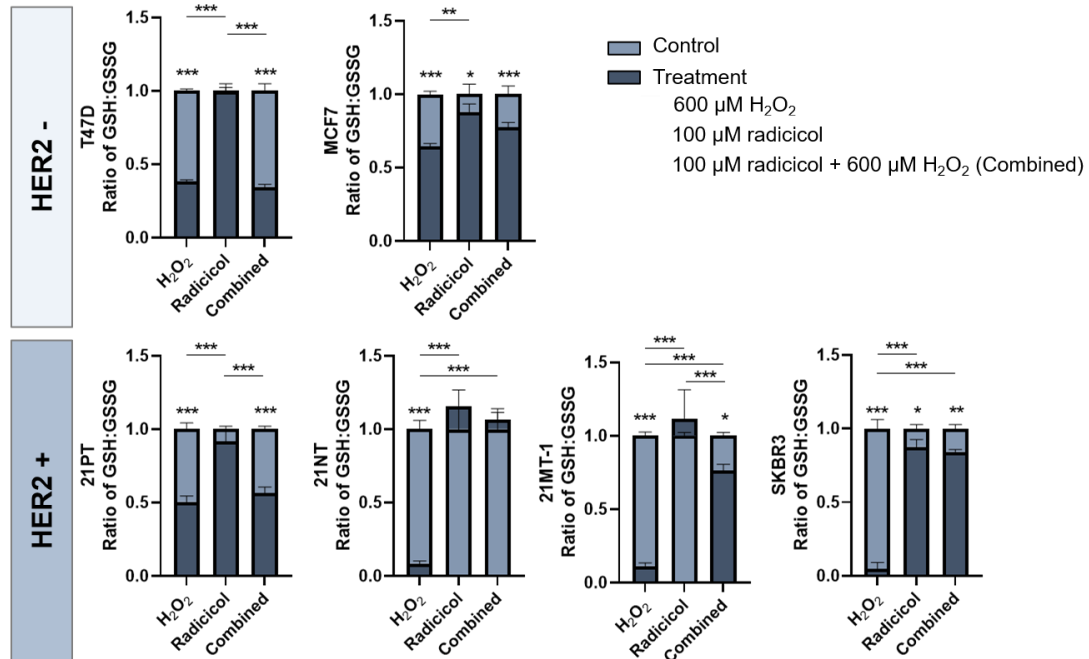 HER2 -
T47D
Ratio of GSH:GSSG
1.5
1.0
0.5
0.0
***
***
***
***
H₂O₂
Radicicol
Combined
MCF7
Ratio of GSH:GSSG
1.5
1.0
0.5
0.0
**
***
*
***
H₂O₂
Radicicol
Combined
Control
Treatment
600 µM H₂O₂
100 µM radicicol
100 µM radicicol + 600 µM H₂O₂ (Combined)
HER2 +
21PT
Ratio of GSH:GSSG
1.5
1.0
0.5
0.0
***
***
***
***
H₂O₂
Radicicol
Combined
21NT
Ratio of GSH:GSSG
1.5
1.0
0.5
0.0
***
***
***
H₂O₂
Radicicol
Combined
21MT-1
Ratio of GSH:GSSG
1.5
1.0
0.5
0.0
***
***
***
***
*
H₂O₂
Radicicol
Combined
SKBR3
Ratio of GSH:GSSG
1.5
1.0
0.5
0.0
***
***
***
*
**
H₂O₂
Radicicol
Combined